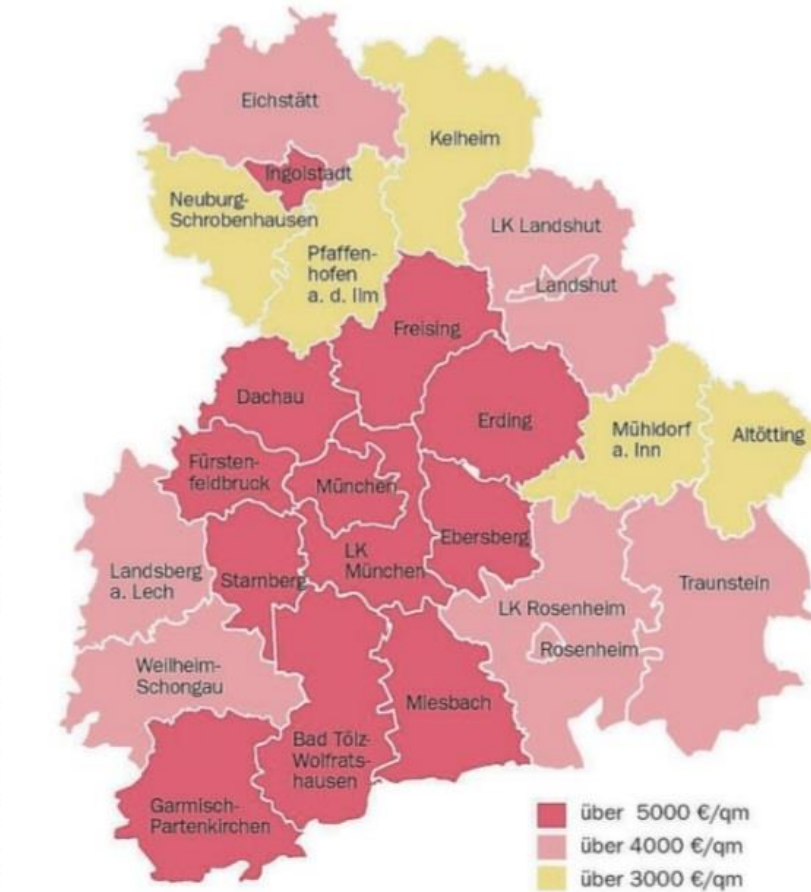 Eichstätt
Kelheim
Ingolstadt
Neuburg-
Schrobenhausen
LK Landshut
Pfaffen-
hofen
a. d. Ilm
Landshut
Freising
Dachau
Erding
Mühldorf
a. Inn
Altötting
Fürsten-
feldbruck
München
Ebersberg
LK
München
Landsberg
a. Lech
Starnberg
Traunstein
LK Rosenheim
Rosenheim
Weilheim-
Schongau
Miesbach
Bad Tölz-
Wolfrats-
hausen
Garmisch-
Partenkirchen
über 5000 €/qm
über 4000 €/qm
über 3000 €/qm